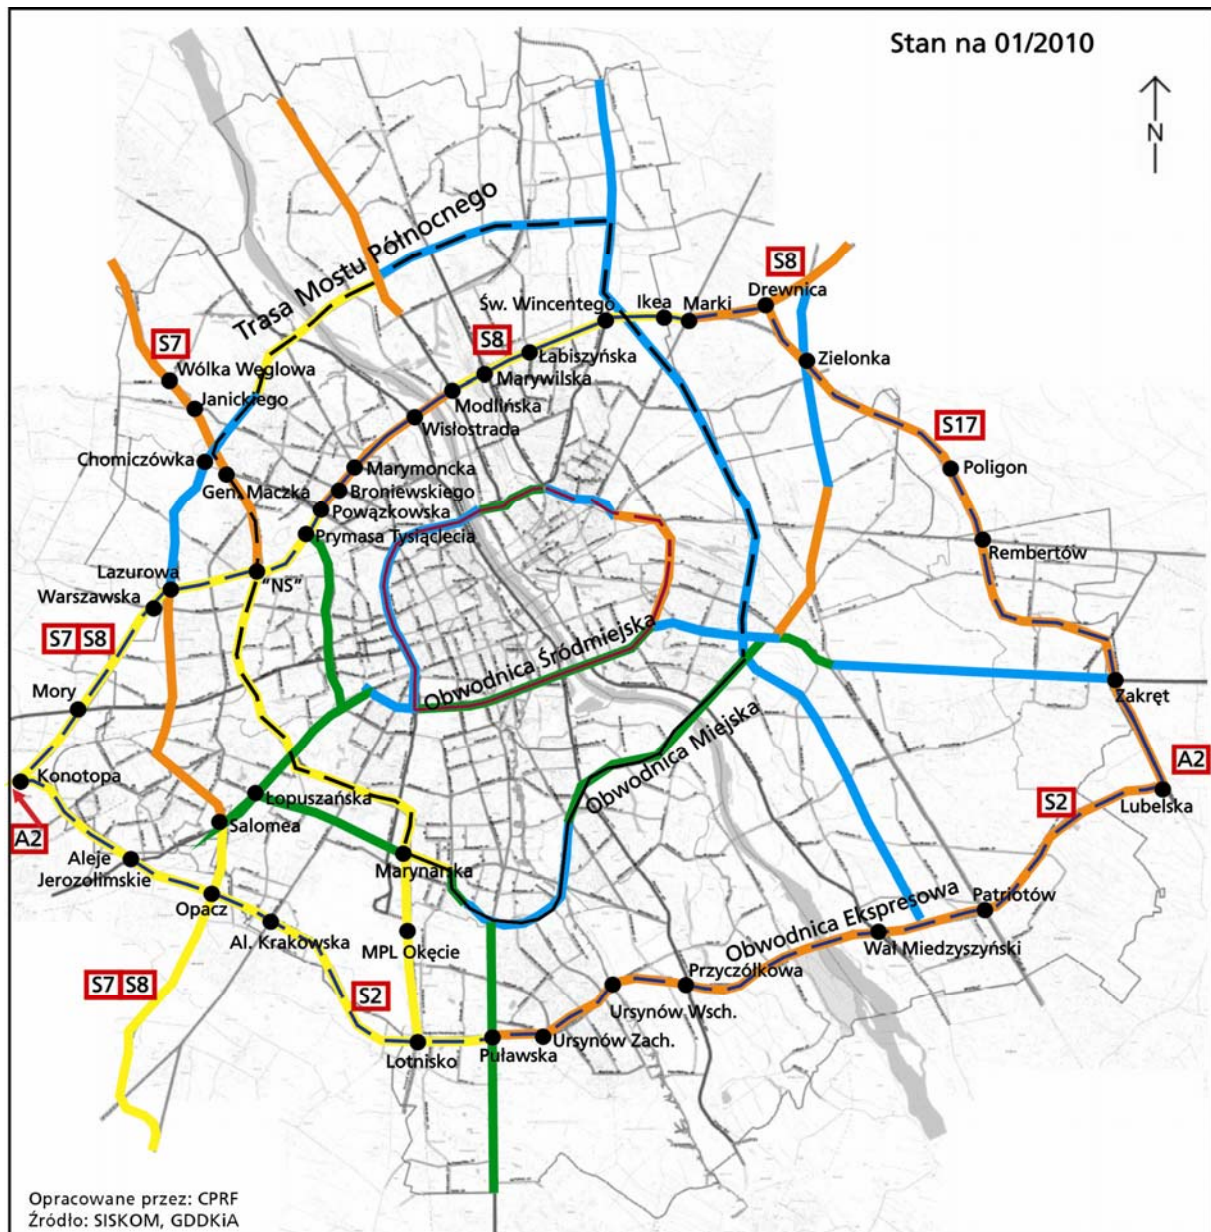 Stan na 01/2010
N
Trasa Mostu Północnego
S8
Drewnica
Św. Wincentego
Ikea
Marki
S7
S8
Łabiszyńska
Zielonka
Wólka Węglowa
Marywilska
Janickiego
Modlińska
Wisłostrada
S17
Chomiczówka
Marymoncka
Poligon
Gen. Maczka
Broniewskiego
Powązkowska
Prymasa Tysiąclecia
Rembertów
Lazurowa
"NS"
Warszawska
S7 S8
Obwodnica Śródmiejska
Mory
Zakręt
Obwodnica Miejska
Konotopa
A2
Łopuszańska
S2
Lubelska
A2
Salomea
Aleje
Jerozolimskie
Marynarska
Opacz
Patriotów
Obwodnica Ekspresowa
Al. Krakowska
MPL Okęcie
Wał Miedzyszyński
Przyczółkowa
S7 S8
S2
Ursynów Wsch.
Lotnisko
Puławska
Ursynów Zach.
Opracowane przez: CPRF
Źródło: SISKOM, GDDKiA